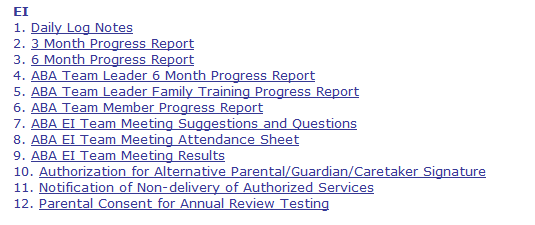 EI
1. Daily Log Notes
2. 3 Month Progress Report
3. 6 Month Progress Report
4. ABA Team Leader 6 Month Progress Report
5. ABA Team Leader Family Training Progress Report
6. ABA Team Member Progress Report
7. ABA EI Team Meeting Suggestions and Questions
8. ABA EI Team Meeting Attendance Sheet
9. ABA EI Team Meeting Results
10. Authorization for Alternative Parental/Guardian/Caretaker Signature
11. Notification of Non-delivery of Authorized Services
12. Parental Consent for Annual Review Testing